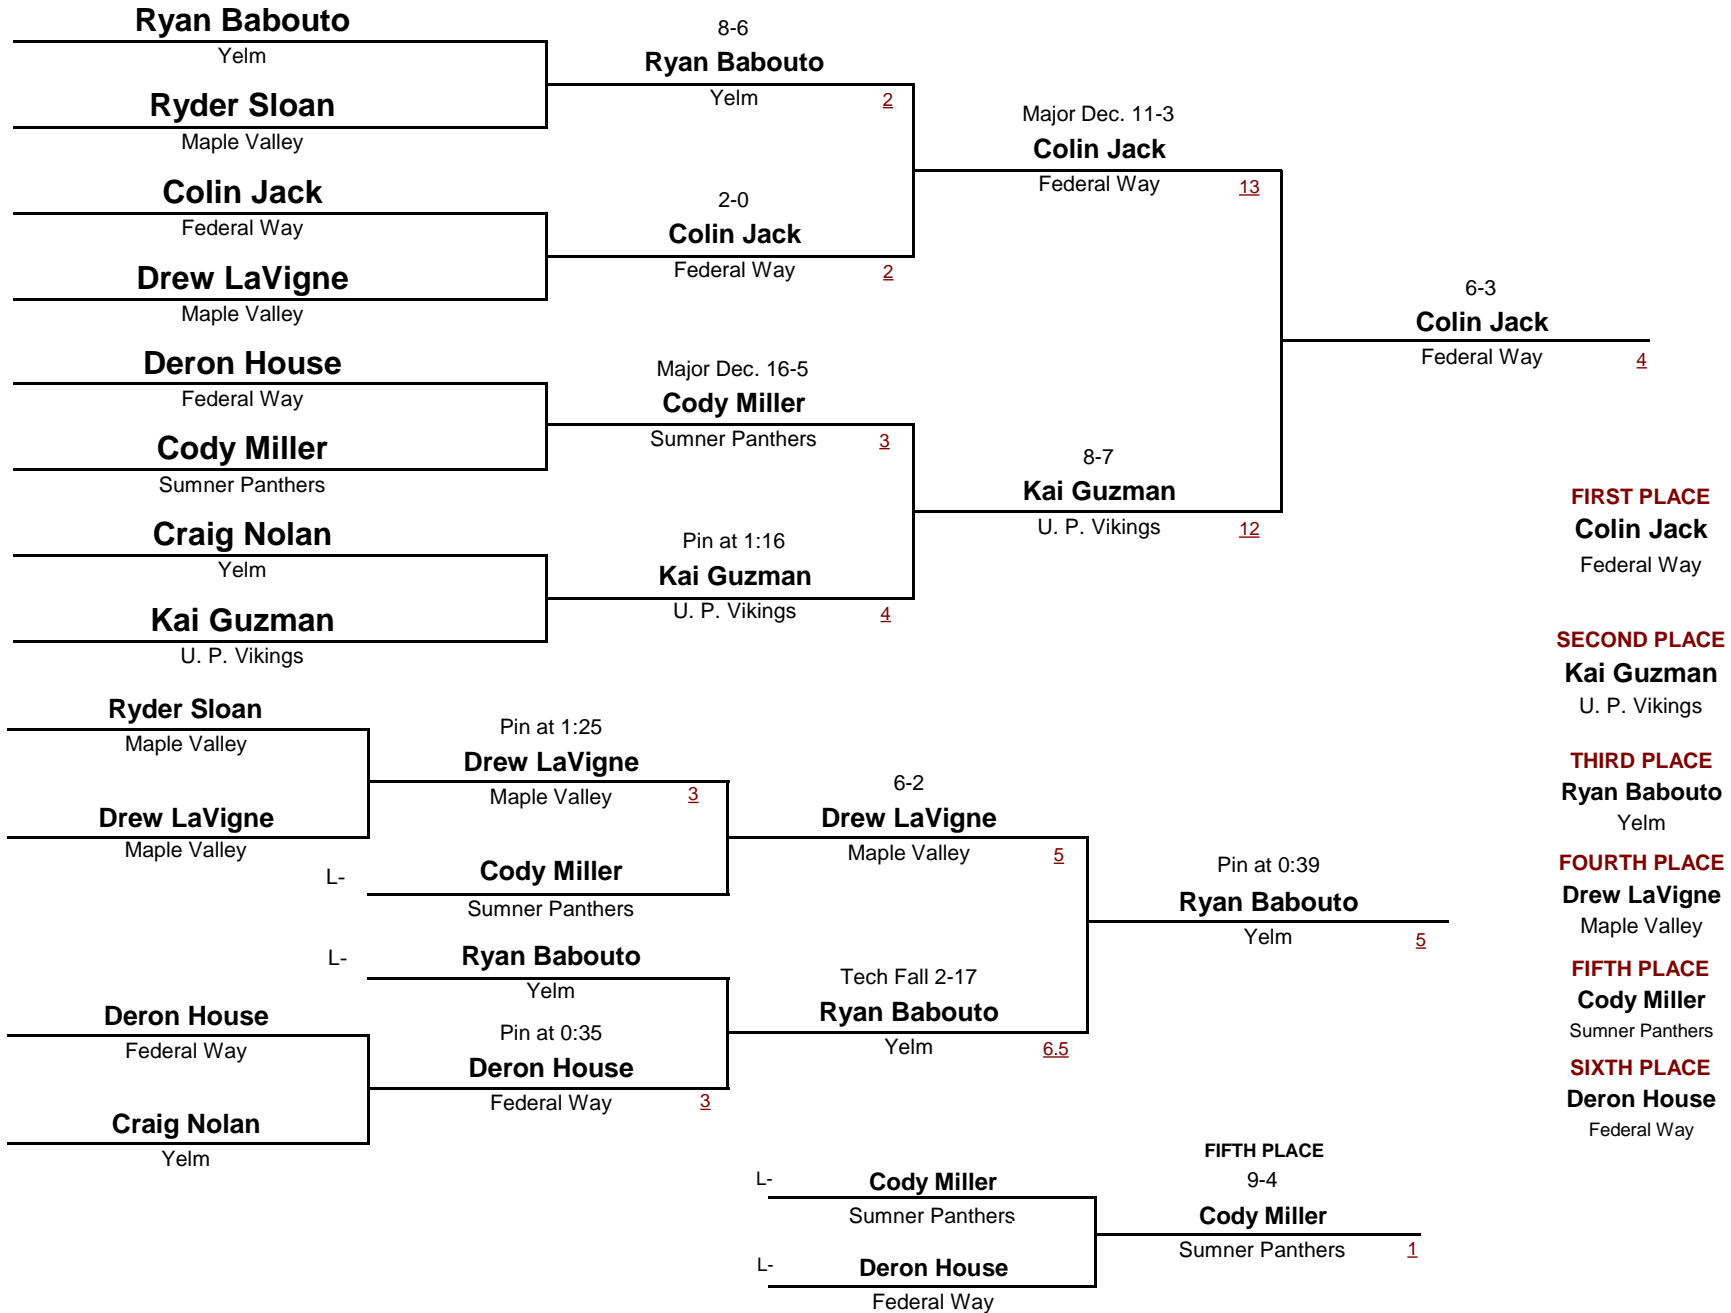 Ryan Babouto
Yelm
Ryder Sloan
Maple Valley
Colin Jack
Federal Way
Drew LaVigne
Maple Valley
Deron House
Federal Way
Cody Miller
Sumner Panthers
Craig Nolan
Yelm
Kai Guzman
U. P. Vikings
8-6
Ryan Babouto
Yelm 2
2-0
Colin Jack
Federal Way 2
Major Dec. 16-5
Cody Miller
Sumner Panthers 3
Pin at 1:16
Kai Guzman
U. P. Vikings 4
Major Dec. 11-3
Colin Jack
Federal Way 13
8-7
Kai Guzman
U. P. Vikings 12
6-3
Colin Jack
Federal Way 4
Ryder Sloan
Maple Valley
Drew LaVigne
Maple Valley
Deron House
Federal Way
Craig Nolan
Yelm
Pin at 1:25
Drew LaVigne
Maple Valley 3
L- Cody Miller
Sumner Panthers
L- Ryan Babouto
Yelm
Pin at 0:35
Deron House
Federal Way 3
6-2
Drew LaVigne
Maple Valley 5
Tech Fall 2-17
Ryan Babouto
Yelm 6.5
Pin at 0:39
Ryan Babouto
Yelm 5
L- Cody Miller
Sumner Panthers
L- Deron House
Federal Way
FIFTH PLACE
9-4
Cody Miller
Sumner Panthers 1
FIRST PLACE
Colin Jack
Federal Way
SECOND PLACE
Kai Guzman
U. P. Vikings
THIRD PLACE
Ryan Babouto
Yelm
FOURTH PLACE
Drew LaVigne
Maple Valley
FIFTH PLACE
Cody Miller
Sumner Panthers
SIXTH PLACE
Deron House
Federal Way